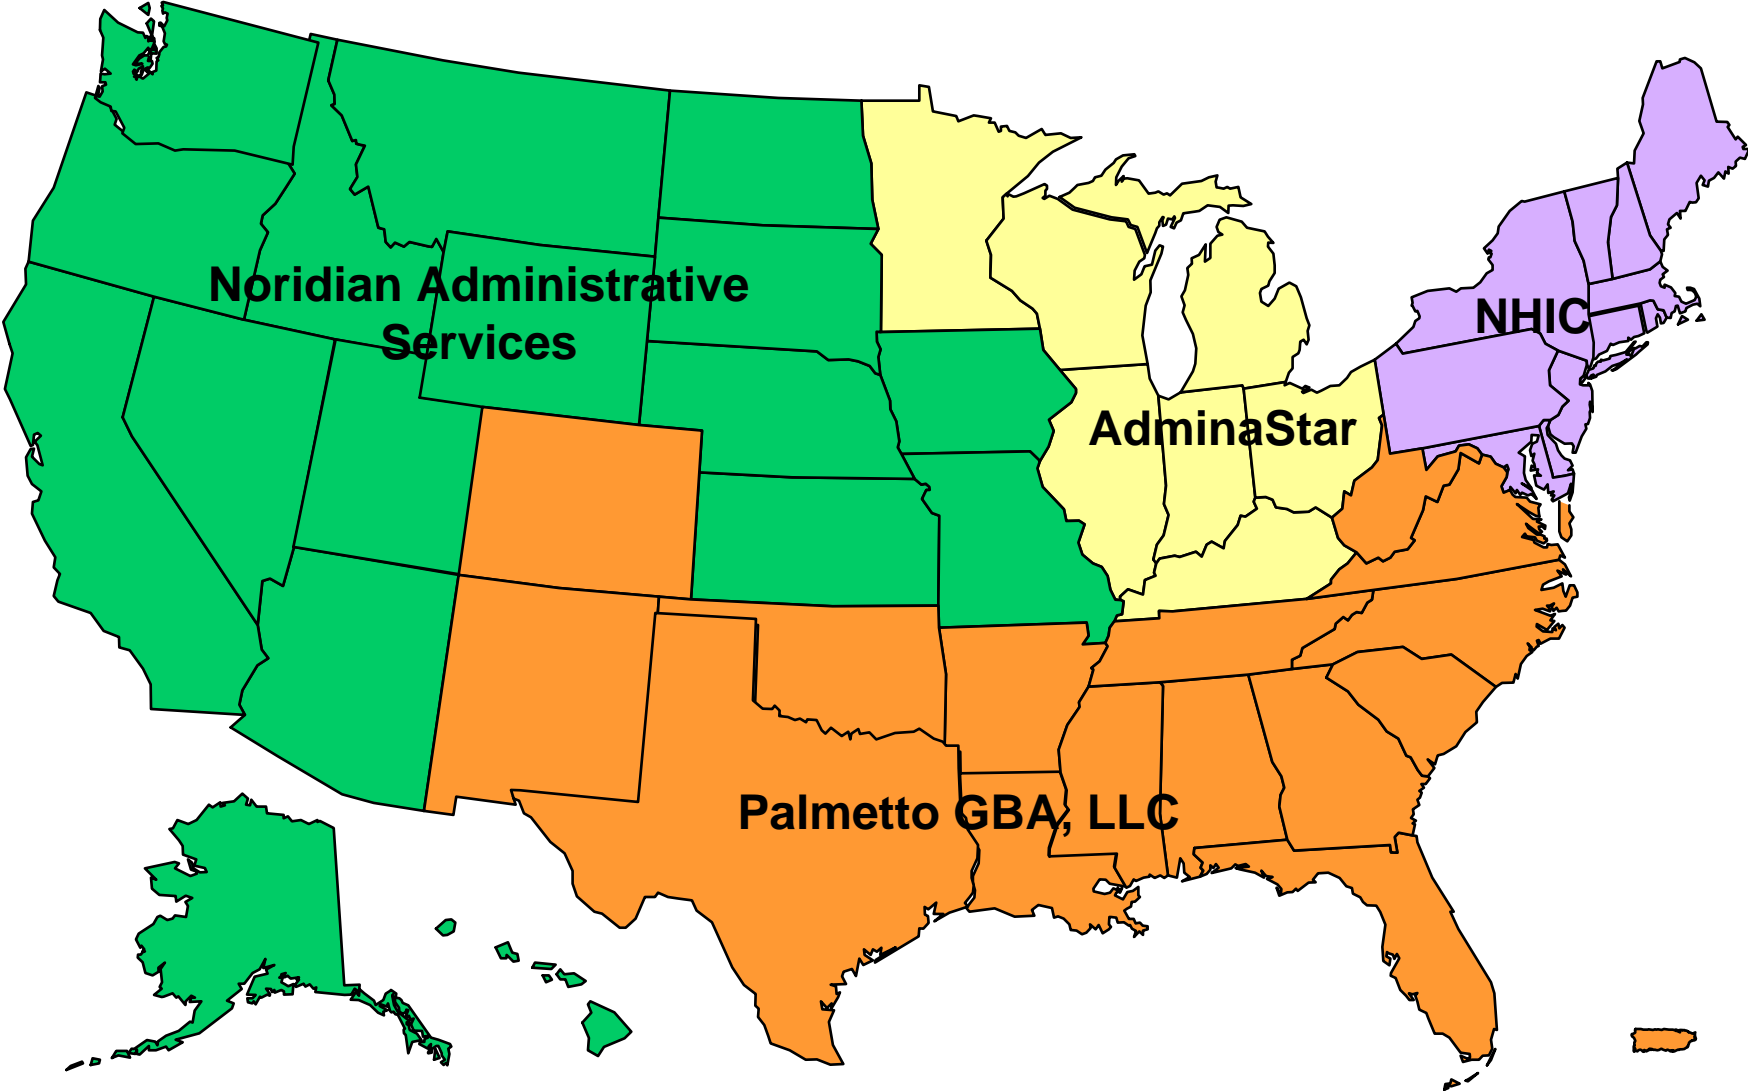 Noridian Administrative
Services
NHIC
AdminaStar
Palmetto GBA, LLC